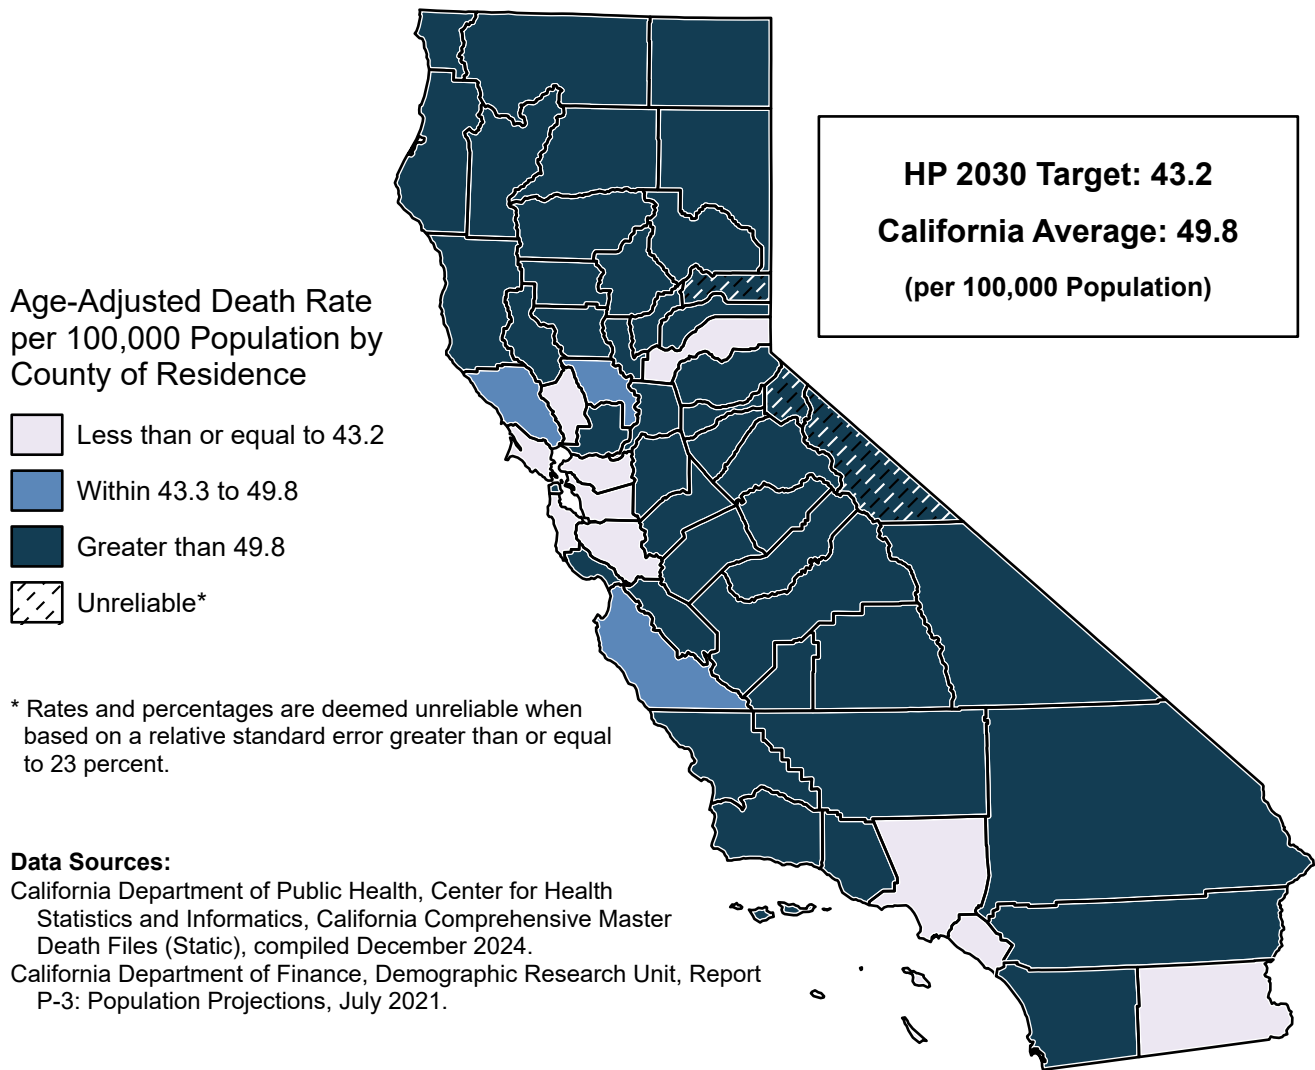 HP 2030 Target: 43.2
California Average: 49.8
(per 100,000 Population)
Age-Adjusted Death Rate
per 100,000 Population by
County of Residence
Less than or equal to 43.2
Within 43.3 to 49.8
Greater than 49.8
Unreliable*
* Rates and percentages are deemed unreliable when
based on a relative standard error greater than or equal
to 23 percent.
Data Sources:
California Department of Public Health, Center for Health
Statistics and Informatics, California Comprehensive Master
Death Files (Static), compiled December 2024.
California Department of Finance, Demographic Research Unit, Report
P-3: Population Projections, July 2021.